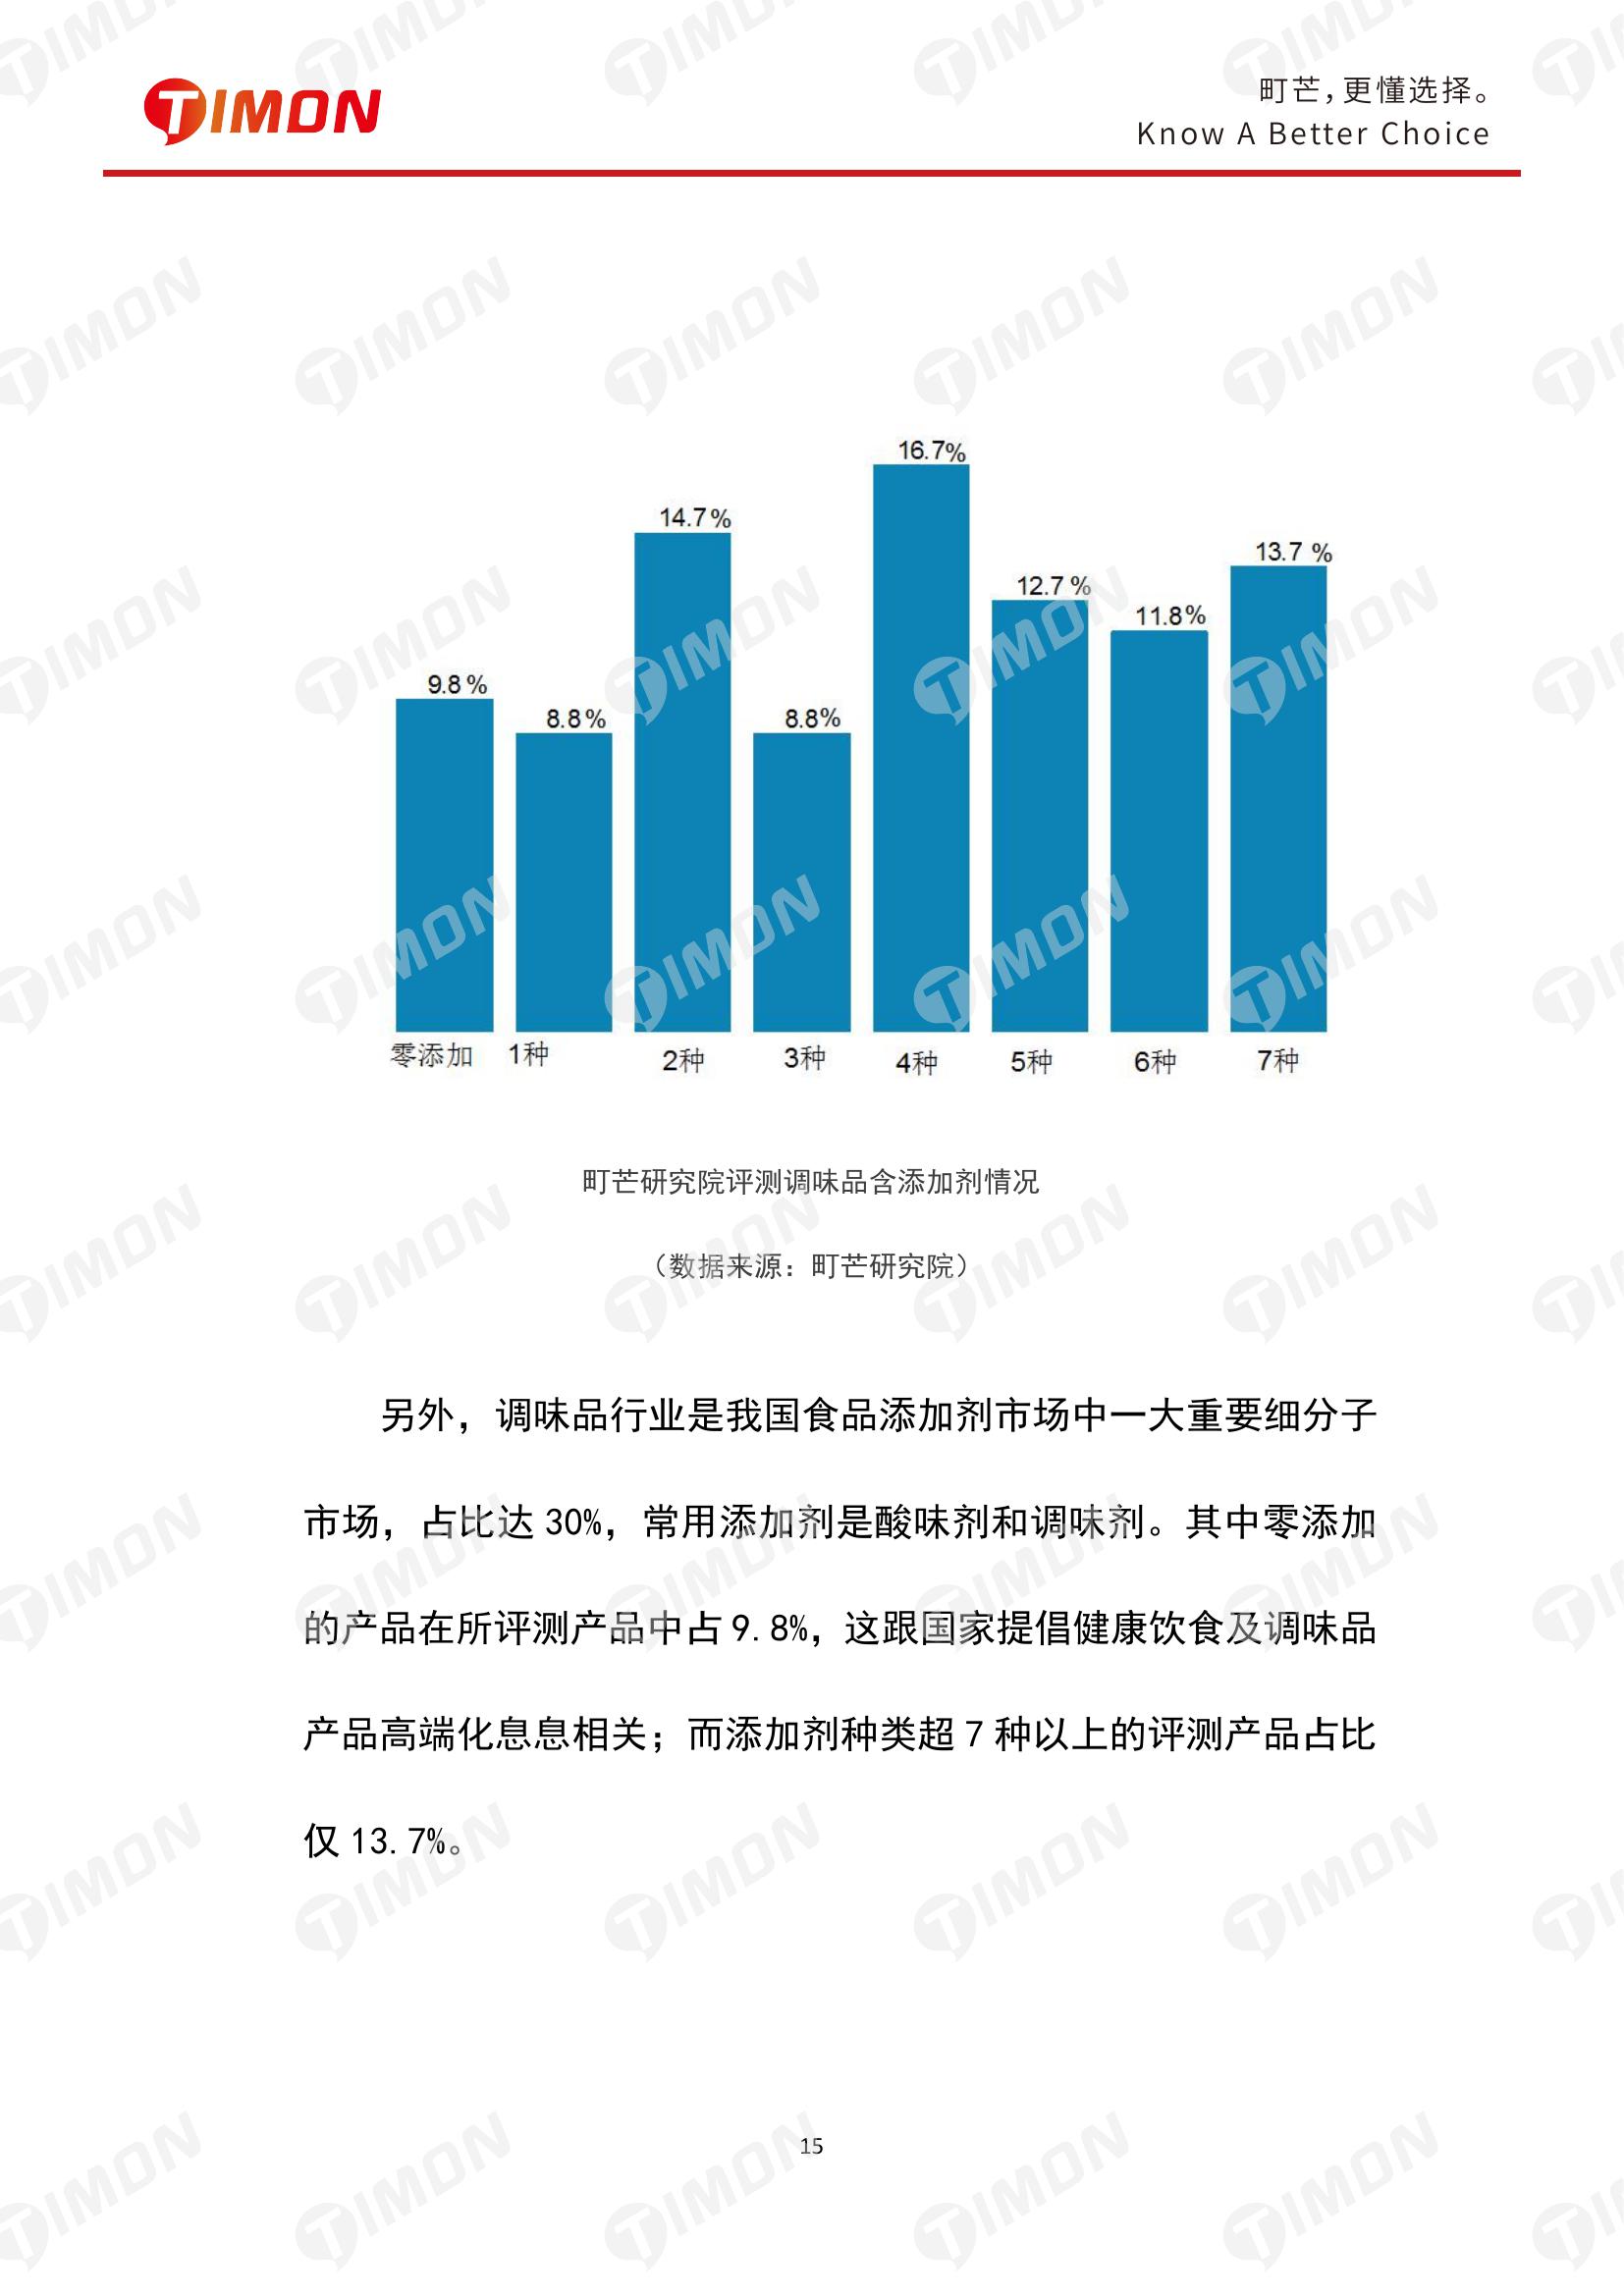 TIMON
町芒，更懂选择。
Know A Better Choice
16.7%
14.7%
13.7 %
12.7 %
11.8%
9.8 %
8.8 %
8.8%
零添加 1种 2种 3种 4种 5种 6种 7种
町芒研究院评测调味品含添加剂情况
（数据来源：町芒研究院）
另外，调味品行业是我国食品添加剂市场中一大重要细分子
市场，占比达 30%，常用添加剂是酸味剂和调味剂。其中零添加
的产品在所评测产品中占 9.8%，这跟国家提倡健康饮食及调味品
产品高端化息息相关；而添加剂种类超 7 种以上的评测产品占比
仅 13.7%。
15